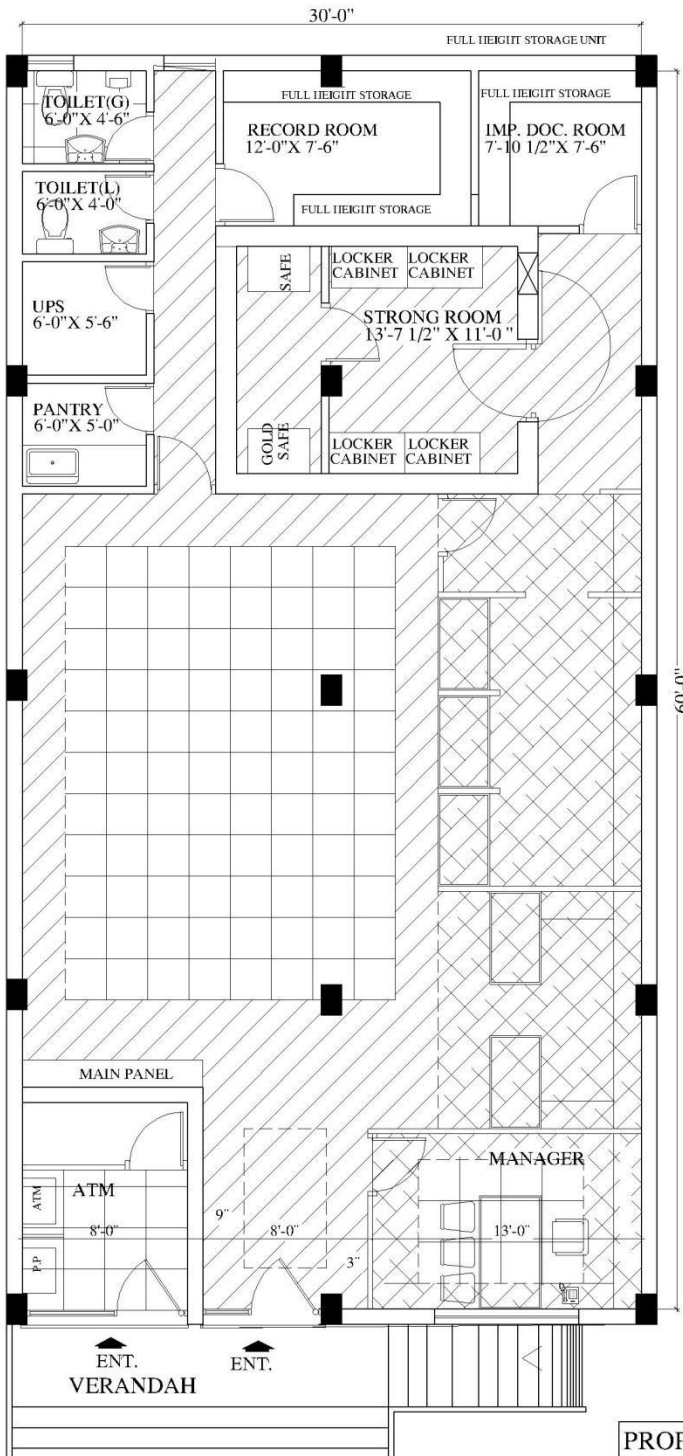 30'-0"
FULL HEIGHT STORAGE UNIT
FULL HEIGHT STORAGE
FULL HEIGHT STORAGE
TOILET(G)
6'-0"X 4'-6"
RECORD ROOM
12'-0"X 7'-6"
IMP. DOC. ROOM
7'-10 1/2"X 7'-6"
TOILET(L)
6'-0"X 4'-0"
FULL HEIGHT STORAGE
SAFE
LOCKER
CABINET
LOCKER
CABINET
UPS
6'-0"X 5'-6"
STRONG ROOM
13'-7 1/2" X 11'-0 "
PANTRY
6'-0"X 5'-0"
GOLD
SAFE
LOCKER
CABINET
LOCKER
CABINET
60'-0"
MAIN PANEL
MANAGER
ATM
ATM
9"
8'-0"
8'-0"
13'-0"
3"
P.P
ENT.
ENT.
VERANDAH